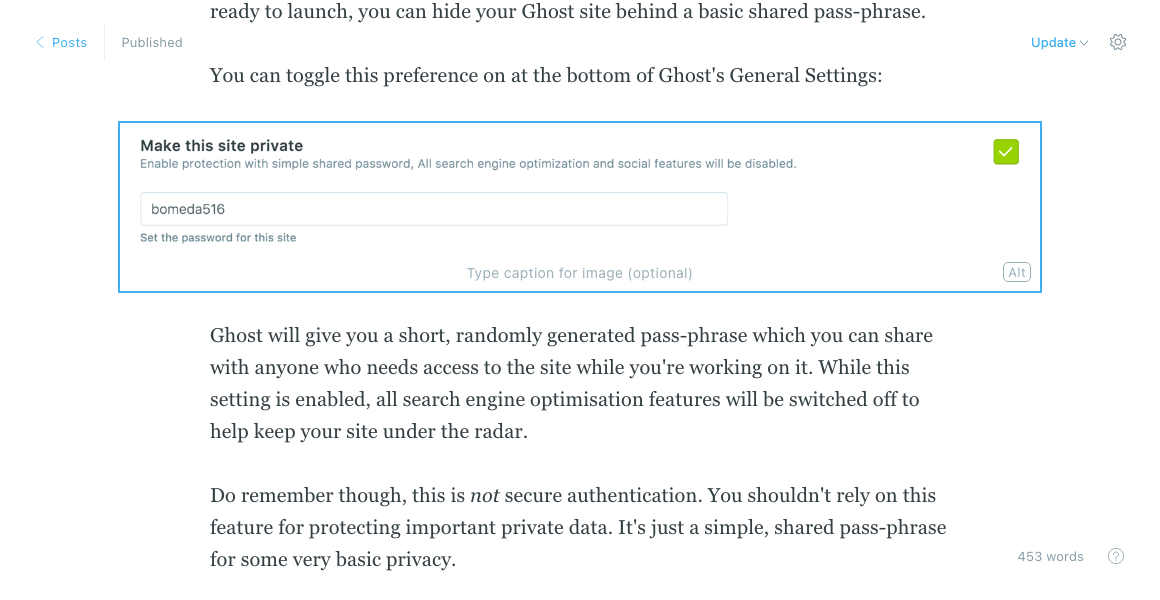 ready to launch, you can hide your Ghost site behind a basic shared pass-phrase.
Posts Published Update
You can toggle this preference on at the bottom of Ghost's General Settings:
Make this site private
Enable protection with simple shared password, All search engine optimization and social features will be disabled.
bomeda516
Set the password for this site
Type caption for image (optional) Alt
Ghost will give you a short, randomly generated pass-phrase which you can share
with anyone who needs access to the site while you're working on it. While this
setting is enabled, all search engine optimisation features will be switched off to
help keep your site under the radar.
Do remember though, this is not secure authentication. You shouldn't rely on this
feature for protecting important private data. It's just a simple, shared pass-phrase
for some very basic privacy.
453 words ?